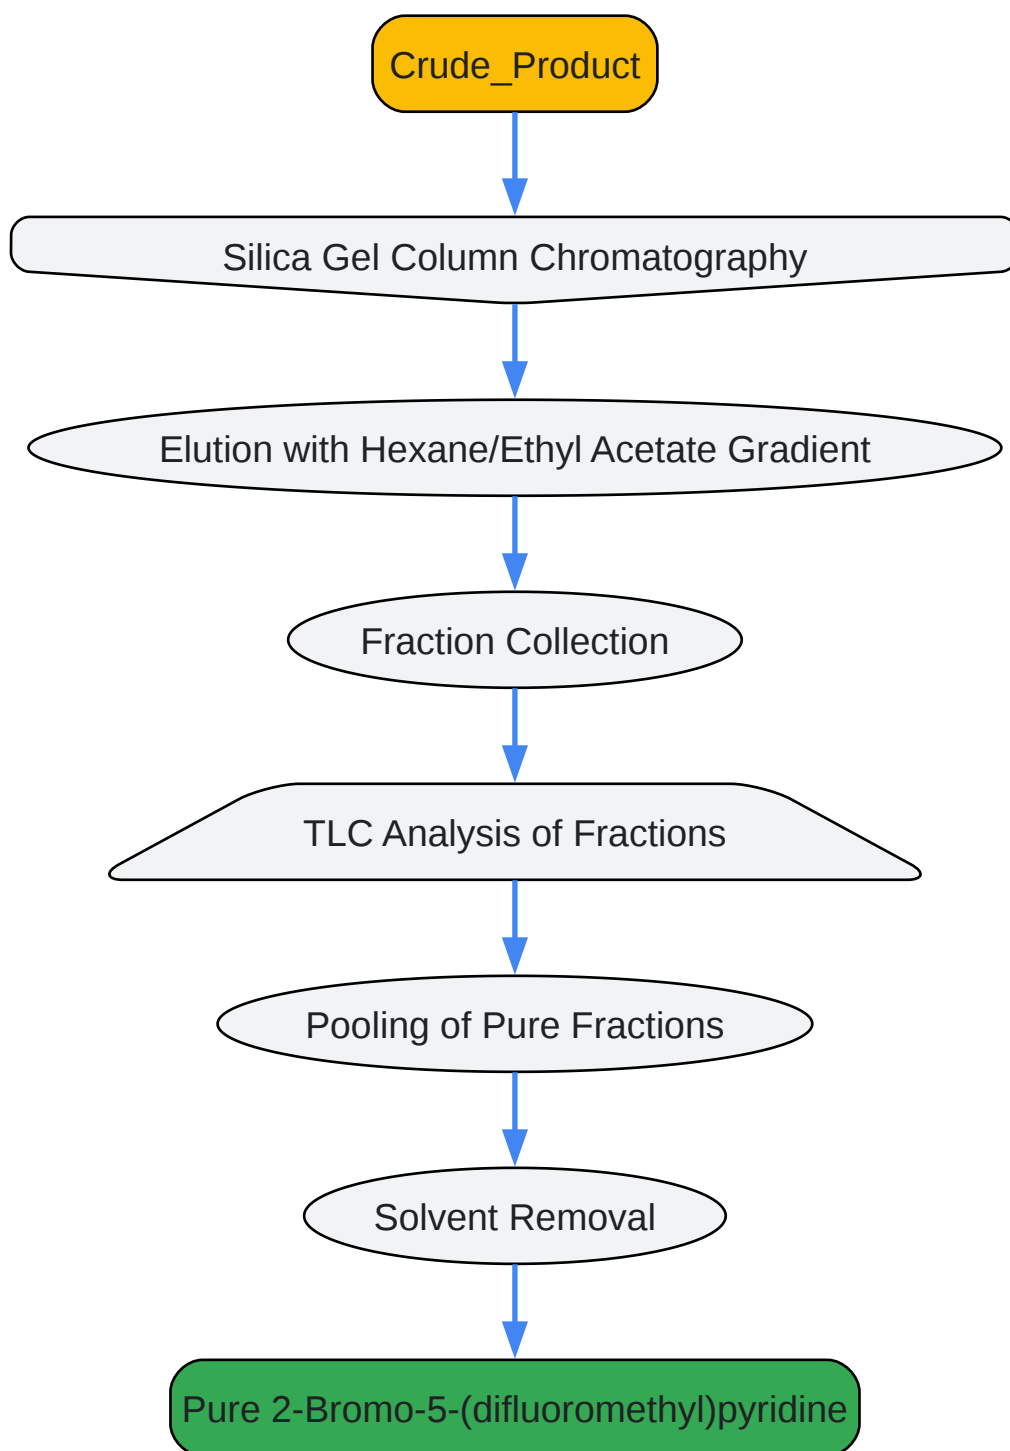 Crude_Product
Silica Gel Column Chromatography
Elution with Hexane/Ethyl Acetate Gradient
Fraction Collection
TLC Analysis of Fractions
Pooling of Pure Fractions
Solvent Removal
Pure 2-Bromo-5-(difluoromethyl)pyridine